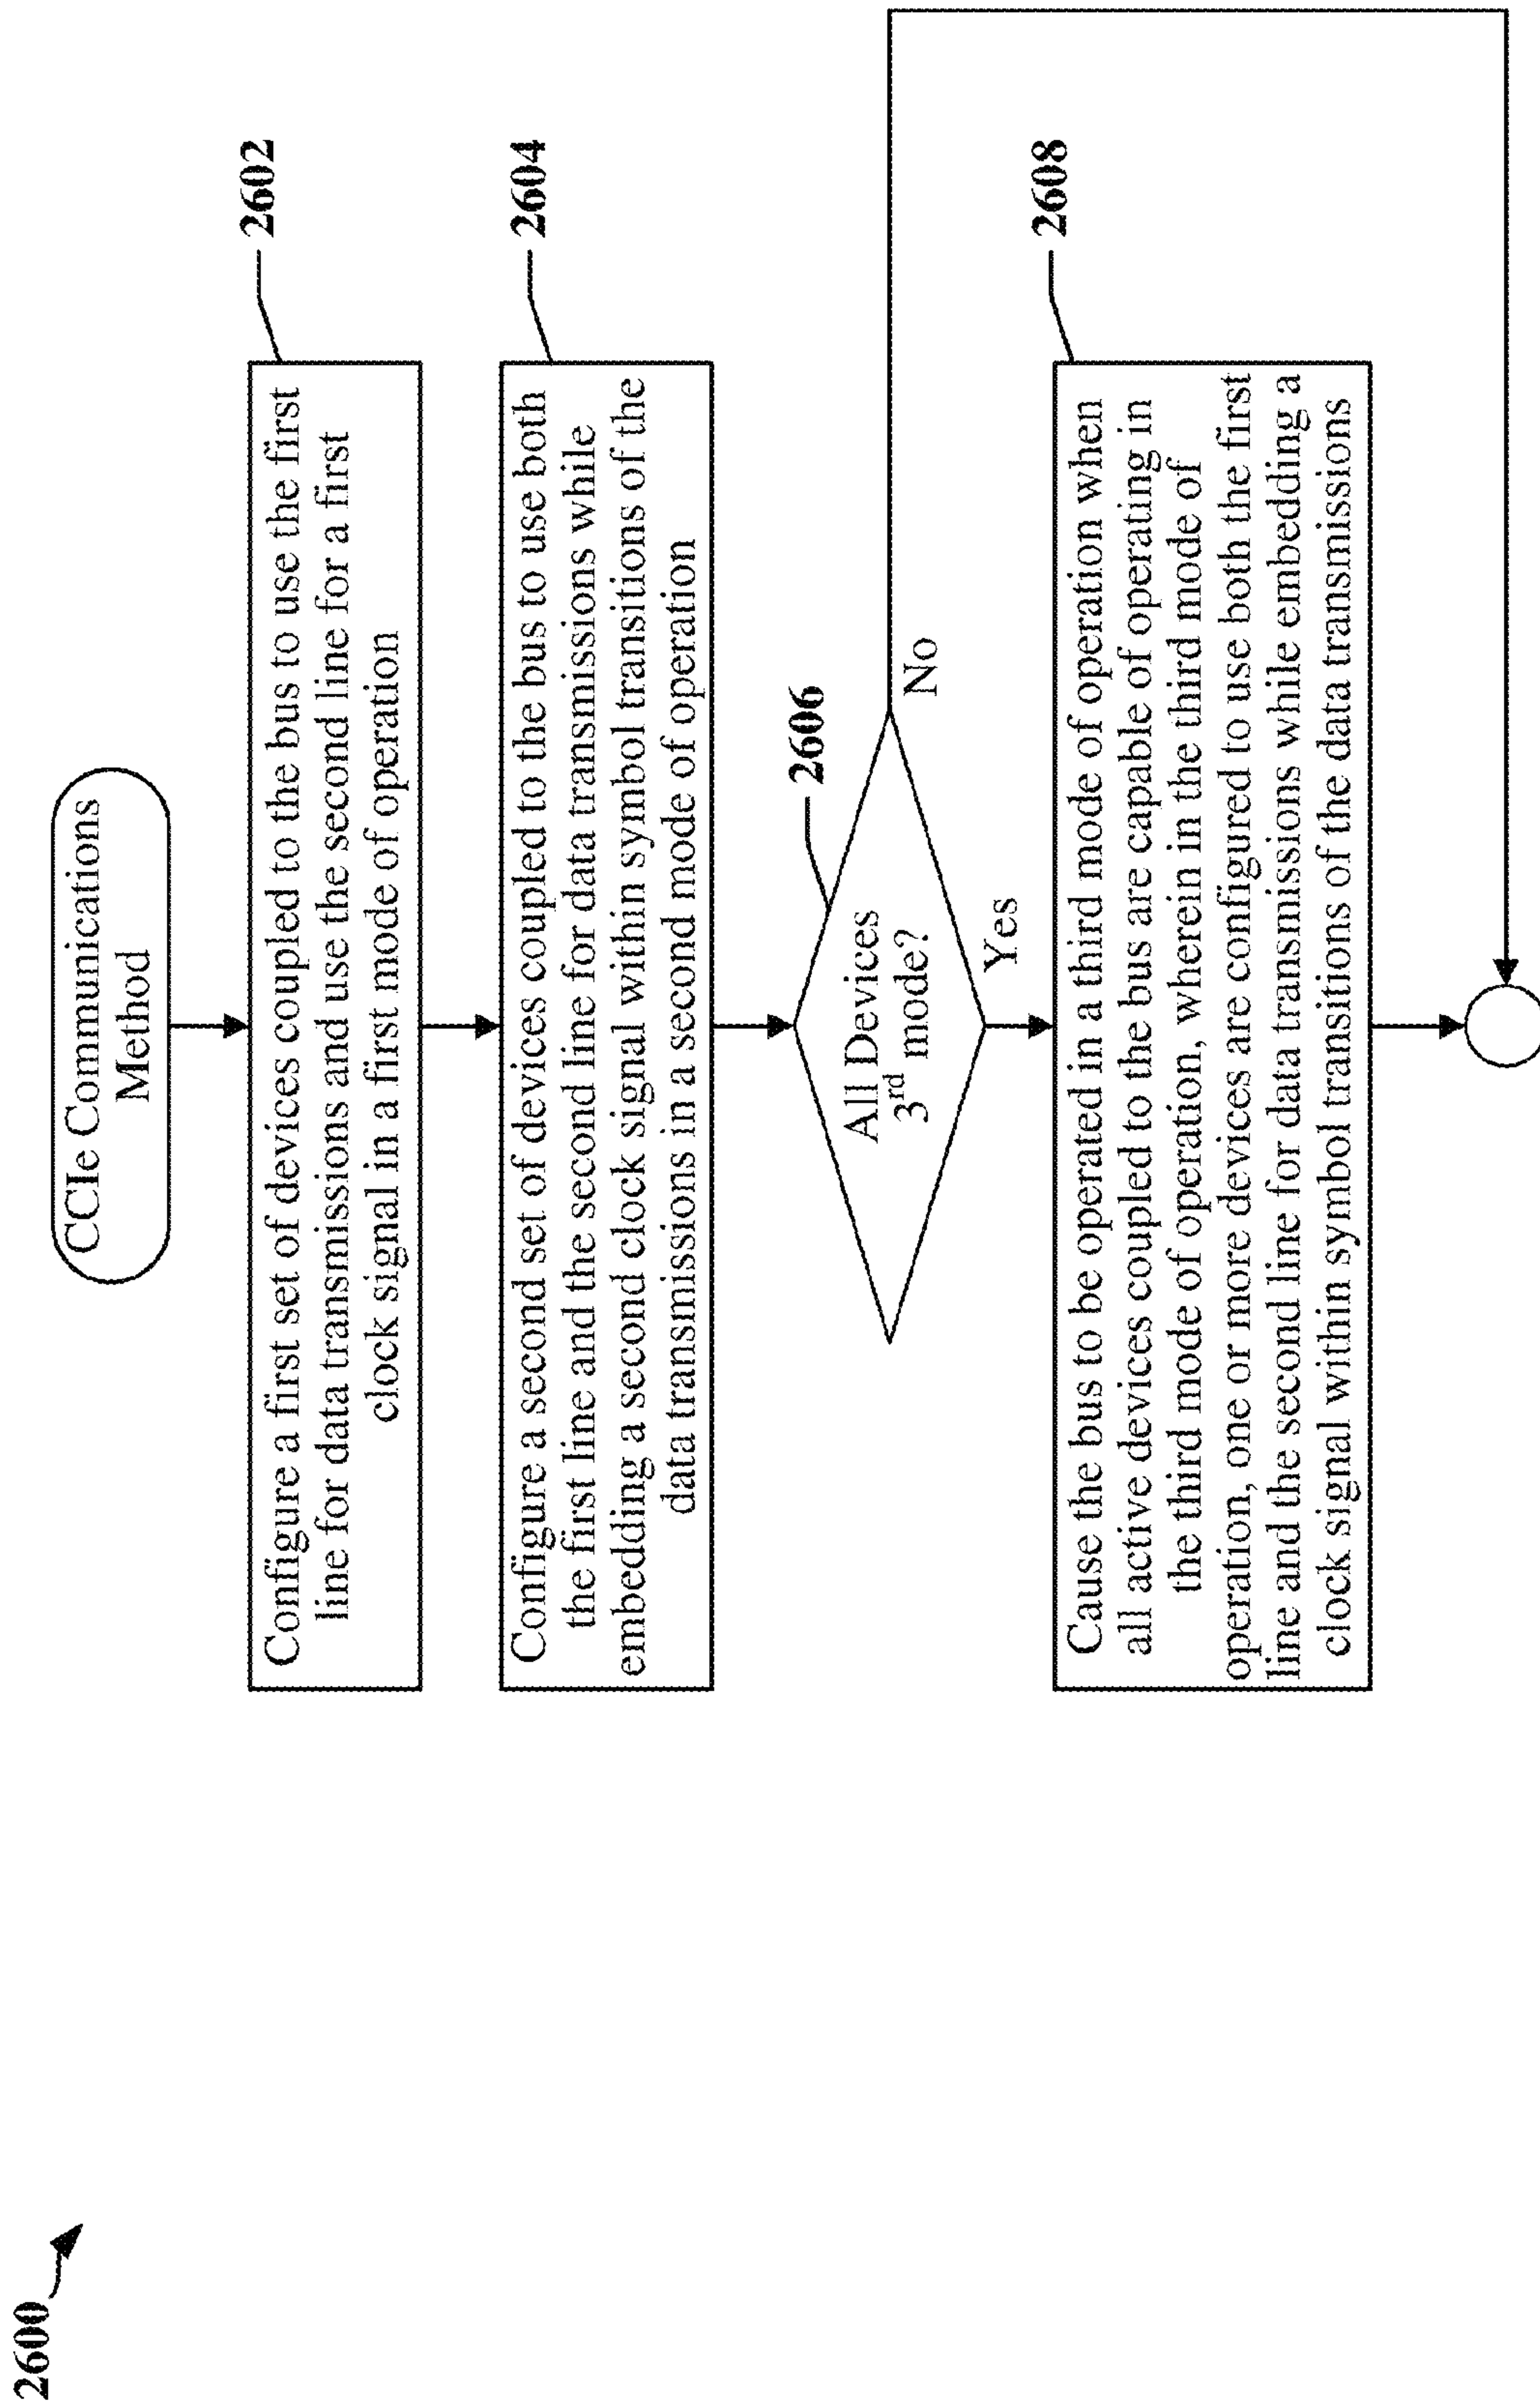 2600
CCIe Communications
Method
2602
Configure a first set of devices coupled to the bus to use the first
line for data transmissions and use the second line for a first
clock signal in a first mode of operation
2604
Configure a second set of devices coupled to the bus to use both
the first line and the second line for data transmissions while
embedding a second clock signal within symbol transitions of the
data transmissions in a second mode of operation
2606
All Devices
3rd mode?
No
Yes
2608
Cause the bus to be operated in a third mode of operation when
all active devices coupled to the bus are capable of operating in
the third mode of operation, wherein in the third mode of
operation, one or more devices are configured to use both the first
line and the second line for data transmissions while embedding a
clock signal within symbol transitions of the data transmissions